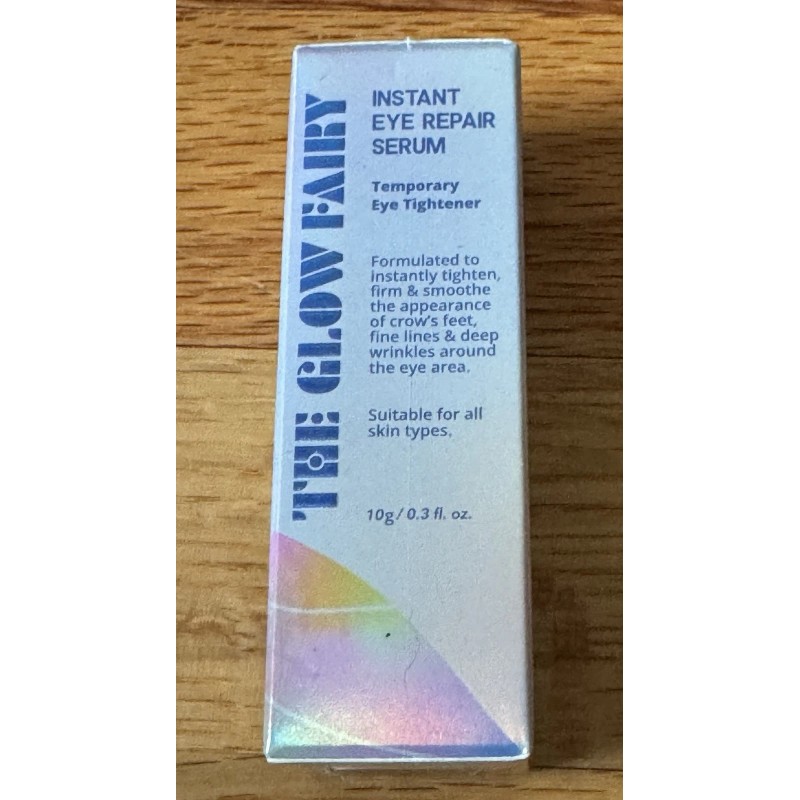 THE GLOW FAIRY
INSTANT
EYE REPAIR
SERUM
Temporary
Eye Tightener
Formulated to
instantly tighten,
firm & smoothe
the appearance
of crow's feet,
fine lines & deep
wrinkles around
the eye area.
Suitable for all
skin types.
10g / 0.3 fl. oz.